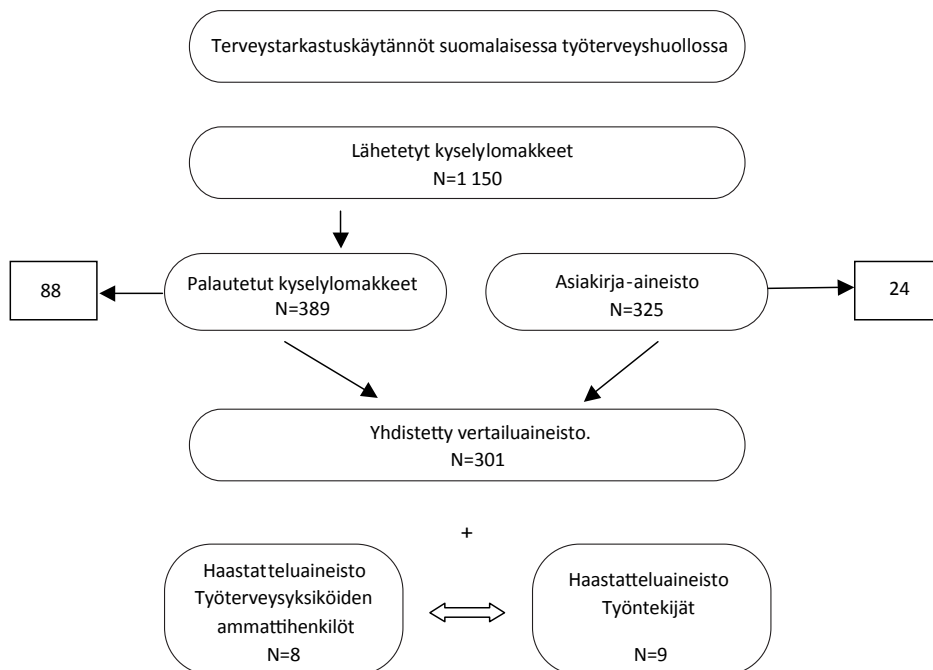 Terveystarkastuskäytännöt suomalaisessa työterveyshuollossa
Lähetetyt kyselylomakkeet
N=1 150
88
Palautetut kyselylomakkeet
N=389
Asiakirja-aineisto
N=325
24
Yhdistetty vertailuaineisto.
N=301
+
Haastatteluaineisto
Työterveysyksiköiden
ammattihenkilöt
N=8
Haastatteluaineisto
Työntekijät
N=9